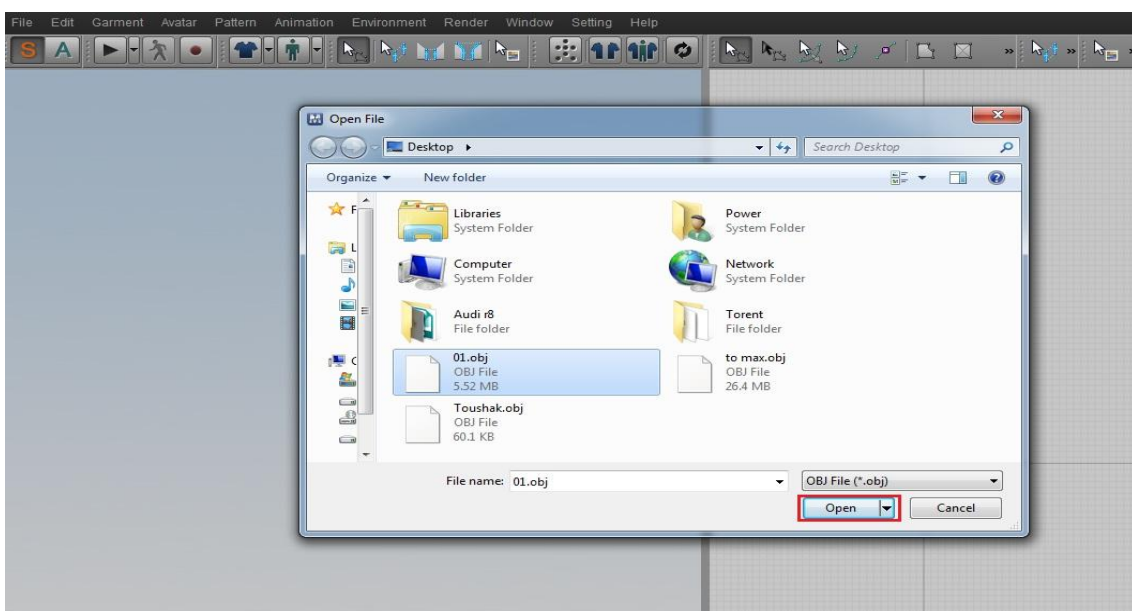 File Edit Garment Avatar Pattern Animation Environment Render Window Setting Help
S A
Open File
Desktop
Search Desktop
Organize New folder
F
Libraries
System Folder
Power
System Folder
L
Computer
System Folder
Network
System Folder
Audi r8
File folder
Torent
File folder
C
01.obj
OBJ File
5.52 MB
to max.obj
OBJ File
26.4 MB
Toushak.obj
OBJ File
60.1 KB
File name: 01.obj
OBJ File (*.obj)
Open Cancel